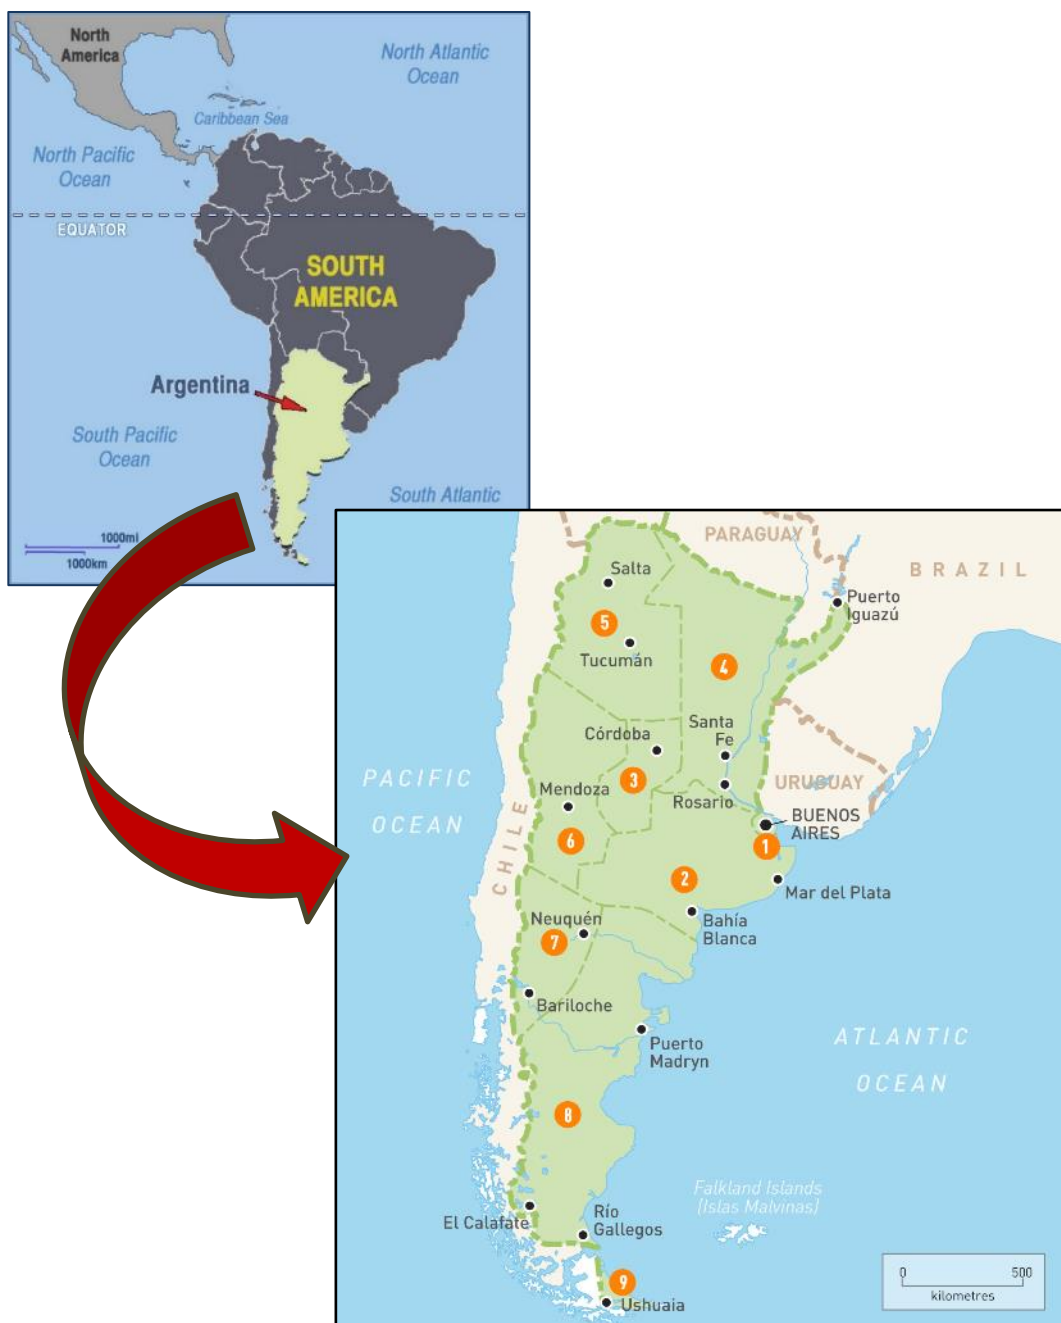 North
America
North Atlantic
Ocean
Caribbean Sea
North Pacific
Ocean
EQUATOR
SOUTH
AMERICA
Argentina
South Pacific
Ocean
South Atlantic
1000mi
1000km
PARAGUAY
BRAZIL
Salta
Puerto
Iguazú
5
Tucumán
4
Santa
Fe
Córdoba
PACIFIC
OCEAN
3
Mendoza
Rosario
URUGUAY
BUENOS
AIRES
CHILE
6
1
2
Mar del Plata
Neuquén
Bahía
Blanca
7
Bariloche
Puerto
Madryn
ATLANTIC
OCEAN
8
Falkland Islands
(Islas Malvinas)
El Calafate
Río
Gallegos
9
Ushuaia
0 500
kilometres